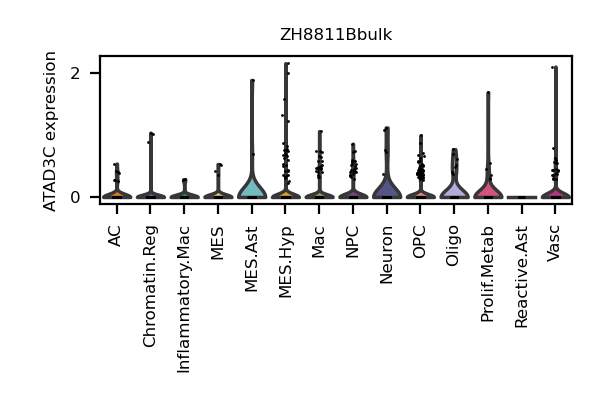 ZH8811Bbulk
ATAD3C expression
2
0
AC
Chromatin.Reg
Inflammatory.Mac
MES
MES.Ast
MES.Hyp
Mac
NPC
Neuron
OPC
Oligo
Prolif.Metab
Reactive.Ast
Vasc